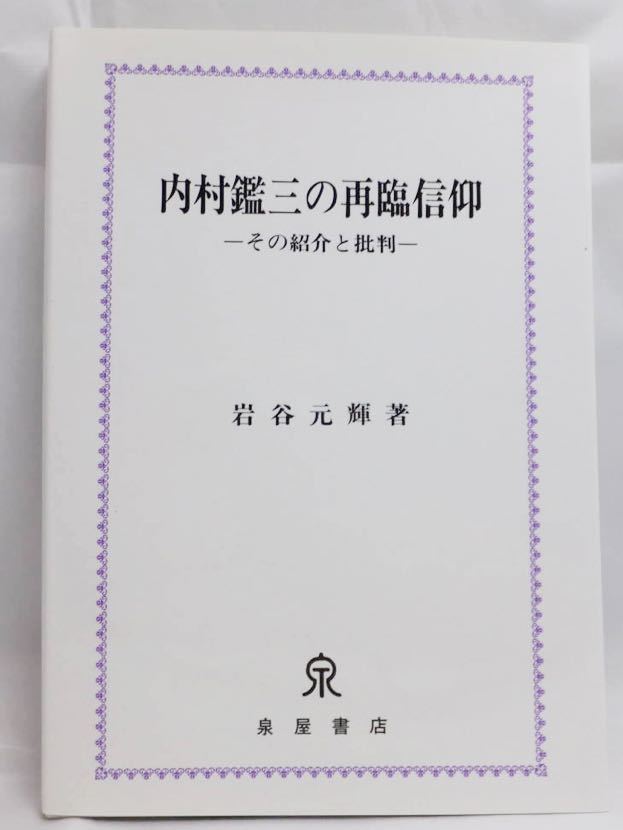 内村鑑三の再臨信仰
―その紹介と批判―
岩谷元輝著
泉屋書店